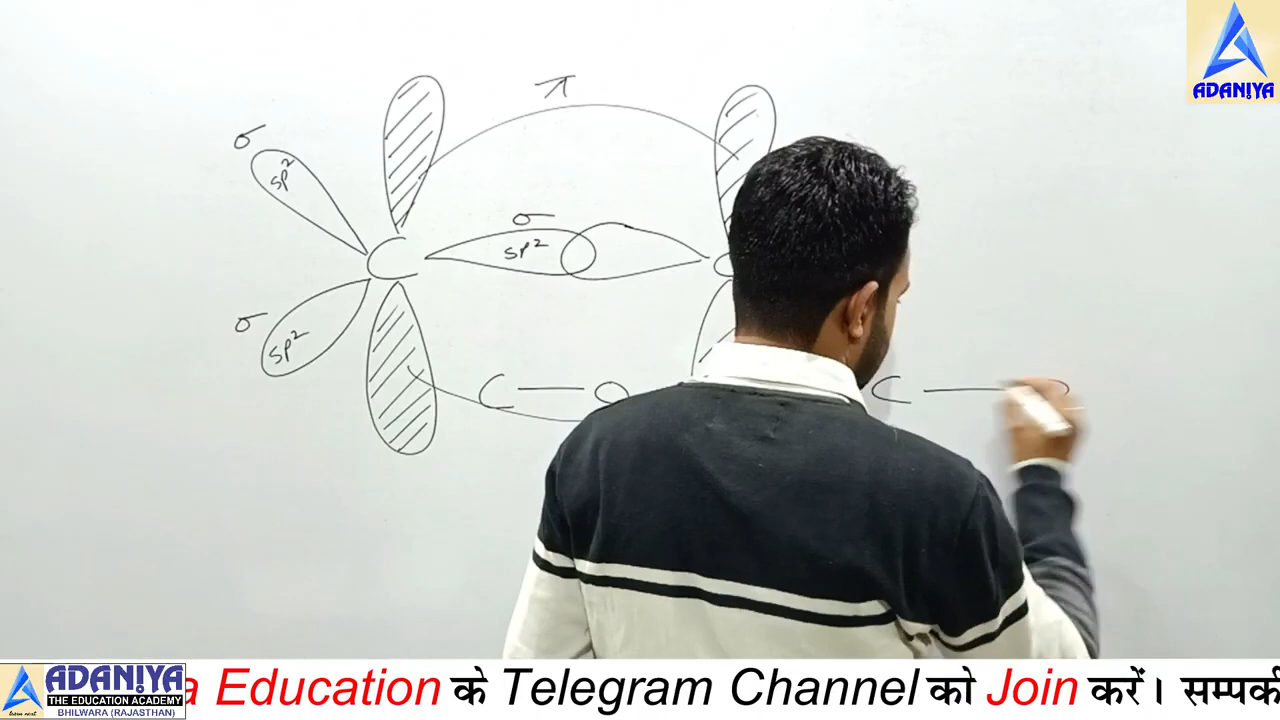 ADANIYA
π
σ
sp²
C
σ
sp²
C
σ
sp²
C — O
C —
ADANIYA
THE EDUCATION ACADEMY
BHILWARA (RAJASTHAN)
a Education के Telegram Channel को Join करें। सम्पर्क